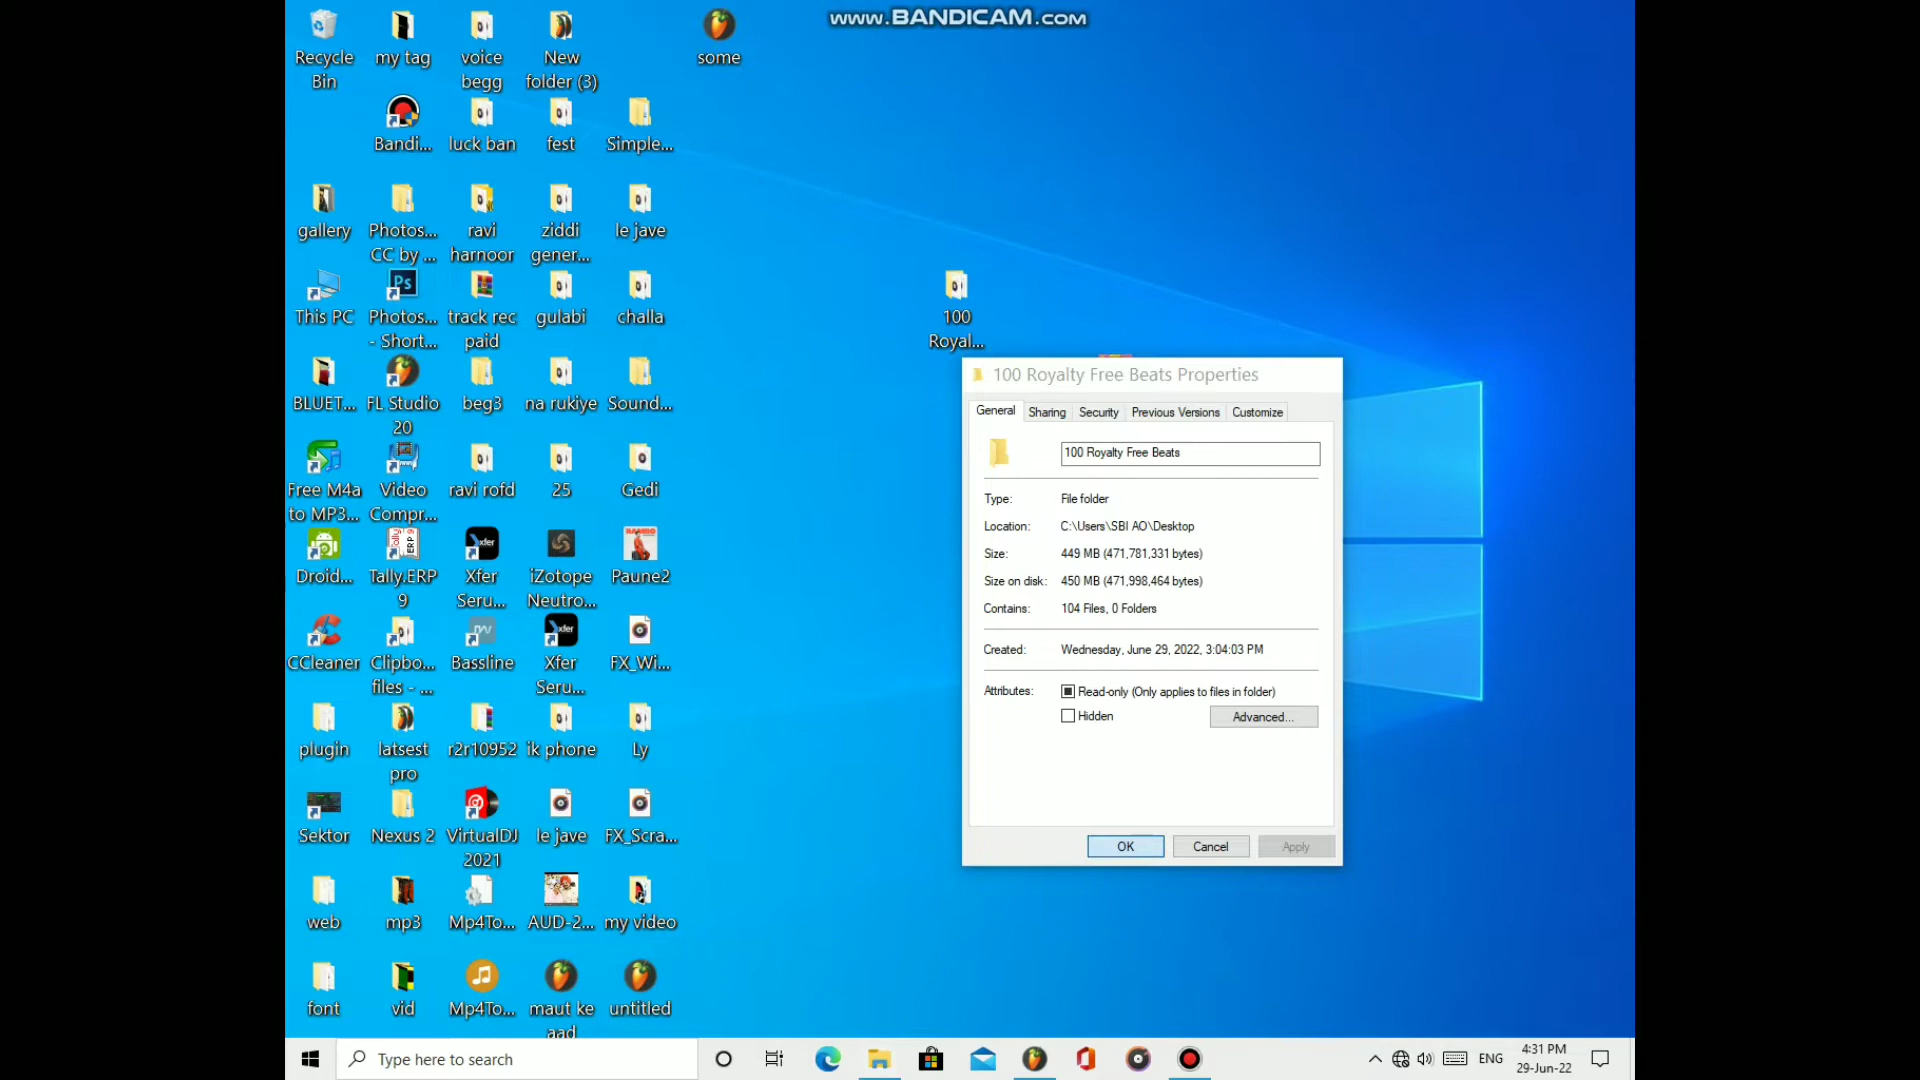 www.BANDICAM.com
Recycle
Bin
my tag
voice
begg
New
folder (3)
some
Bandi...
luck ban
fest
Simple...
gallery
Photos...
CC by ...
ravi
harnoor
ziddi
gener...
le jave
This PC
Photos...
- Short...
track rec
paid
gulabi
challa
100
Royal...
BLUET...
FL Studio
20
beg3
na rukiye
Sound...
Free M4a
to MP3...
Video
Compr...
ravi rofd
25
Gedi
Droid...
Tally.ERP
9
Xfer
Seru...
iZotope
Neutro...
Paune2
CCleaner
Clipbo...
files - ...
Bassline
Xfer
Seru...
FX_Wi...
plugin
latsest
pro
r2r10952
ik phone
Ly
Sektor
Nexus 2
VirtualDJ
2021
le jave
FX_Scra...
web
mp3
Mp4To...
AUD-2...
my video
font
vid
Mp4To...
maut ke
aad
untitled
100 Royalty Free Beats Properties
General Sharing Security Previous Versions Customize
100 Royalty Free Beats
Type: File folder
Location: C:\Users\SBI AO\Desktop
Size: 449 MB (471,781,331 bytes)
Size on disk: 450 MB (471,998,464 bytes)
Contains: 104 Files, 0 Folders
Created: Wednesday, June 29, 2022, 3:04:03 PM
Attributes: Read-only (Only applies to files in folder)
Hidden Advanced...
OK Cancel Apply
Type here to search
ENG
4:31 PM
29-Jun-22